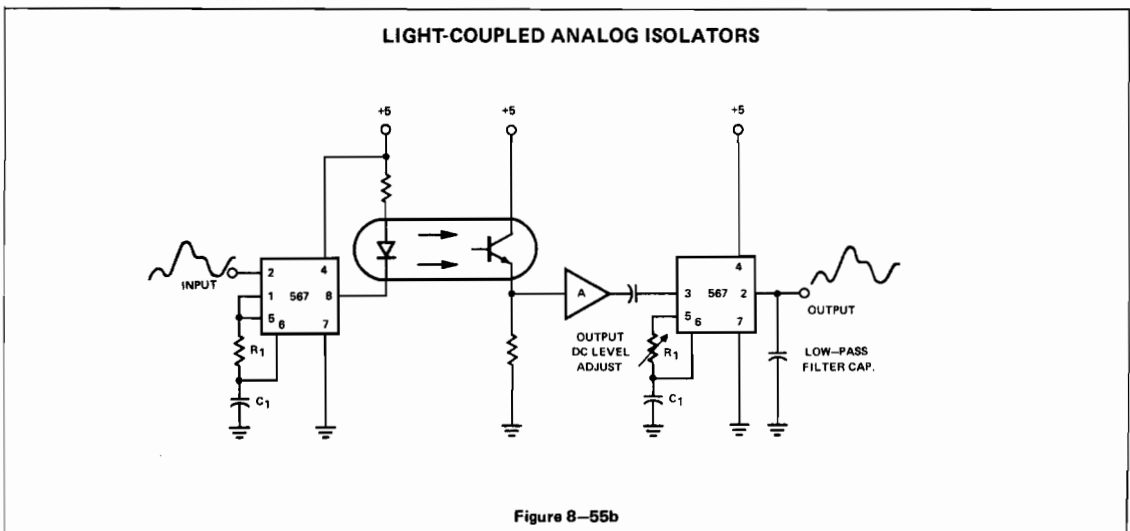 LIGHT-COUPLED ANALOG ISOLATORS
+5
+5
+5
INPUT
2
4
1
567
8
5
6
7
R1
C1
A
OUTPUT
DC LEVEL
ADJUST
4
3
567
2
5
6
7
R1
C1
OUTPUT
LOW–PASS
FILTER CAP.
Figure 8–55b